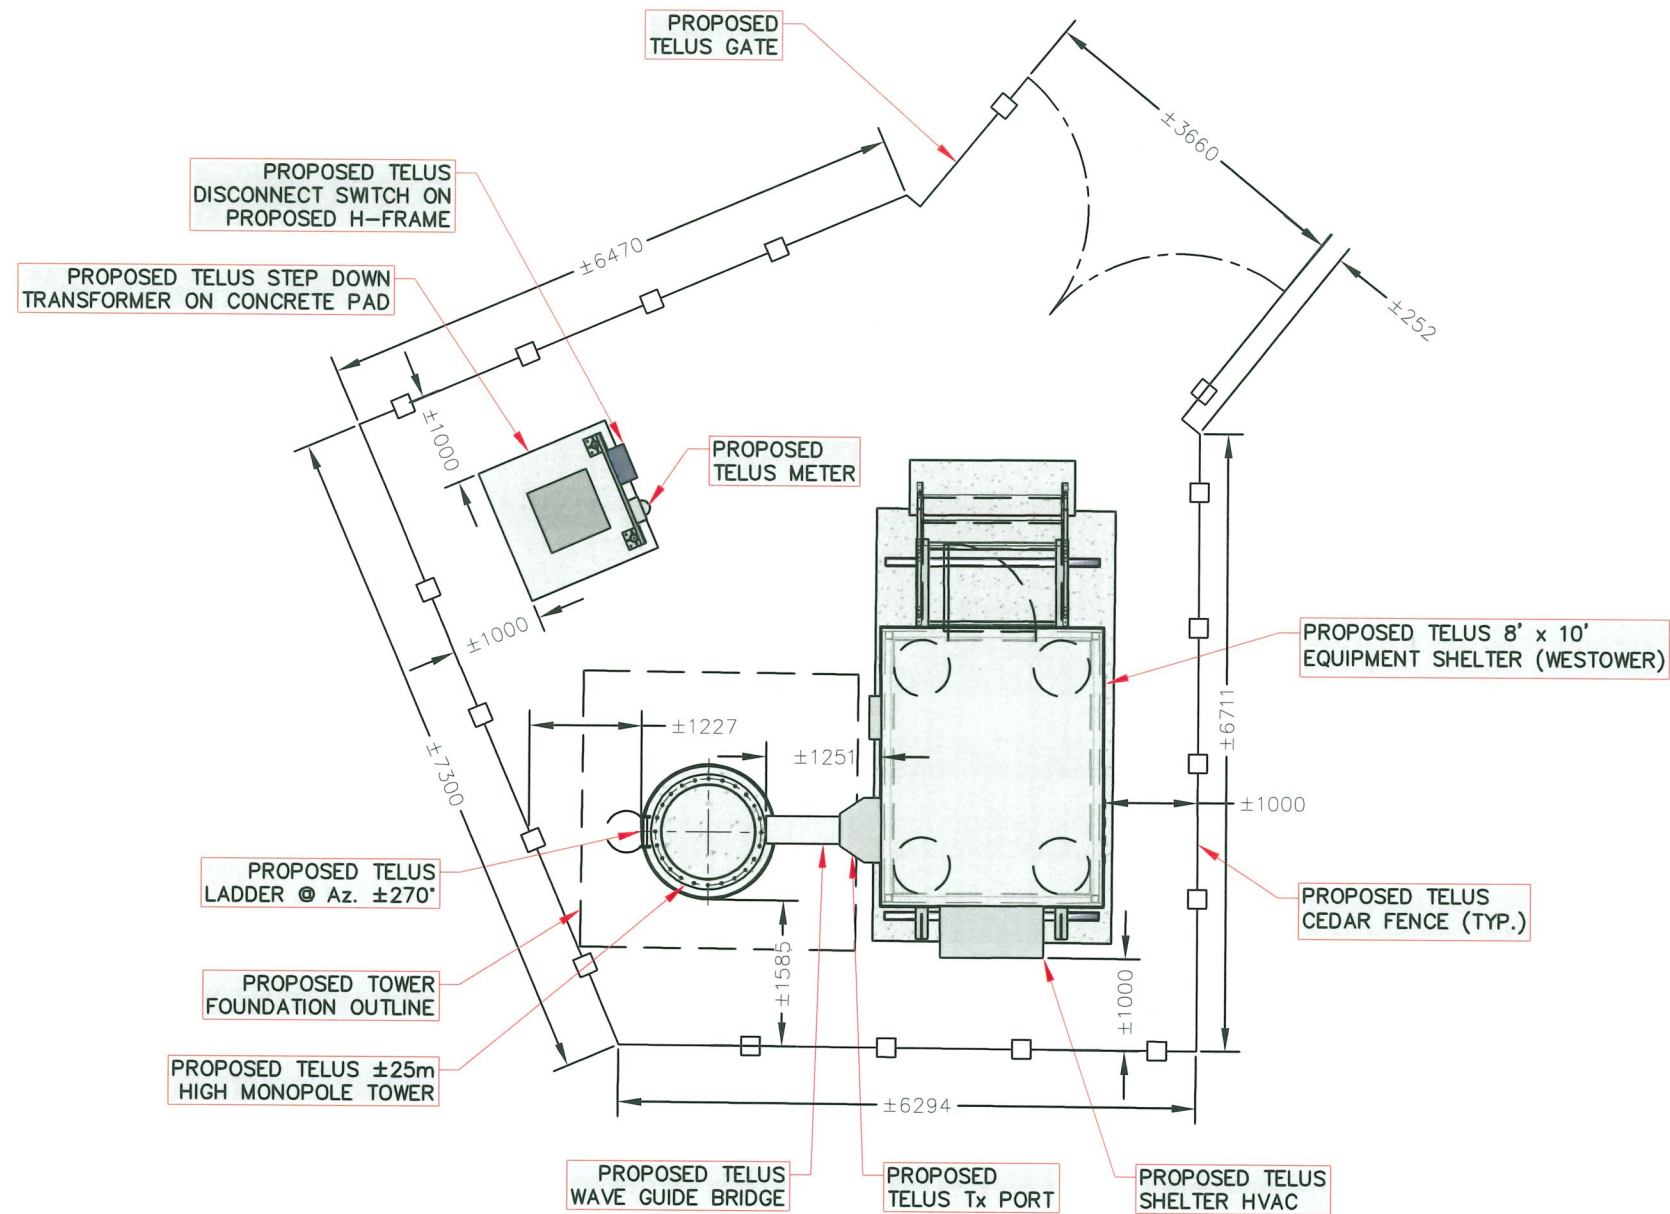 PROPOSED
TELUS GATE
±3660
PROPOSED TELUS
DISCONNECT SWITCH ON
PROPOSED H-FRAME
±6470
PROPOSED TELUS STEP DOWN
TRANSFORMER ON CONCRETE PAD
±252
±1000
PROPOSED
TELUS METER
±1000
PROPOSED TELUS 8' x 10'
EQUIPMENT SHELTER (WESTOWER)
±6711
±1227
±1251
±7300
±1000
PROPOSED TELUS
LADDER @ Az. ±270°
PROPOSED TELUS
CEDAR FENCE (TYP.)
±1585
±1000
PROPOSED TOWER
FOUNDATION OUTLINE
PROPOSED TELUS ±25m
HIGH MONOPOLE TOWER
±6294
PROPOSED TELUS
WAVE GUIDE BRIDGE
PROPOSED
TELUS Tx PORT
PROPOSED TELUS
SHELTER HVAC